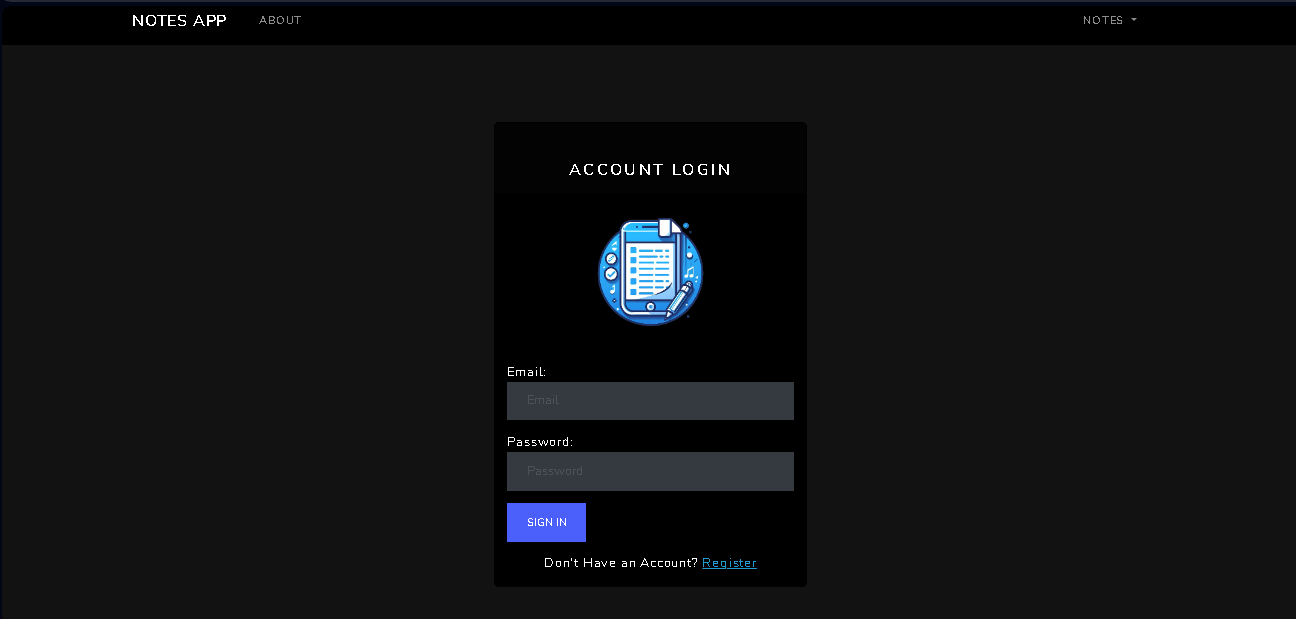 NOTES APP ABOUT NOTES
ACCOUNT LOGIN
Email:
Email
Password:
Password
SIGN IN
Don't Have an Account? Register